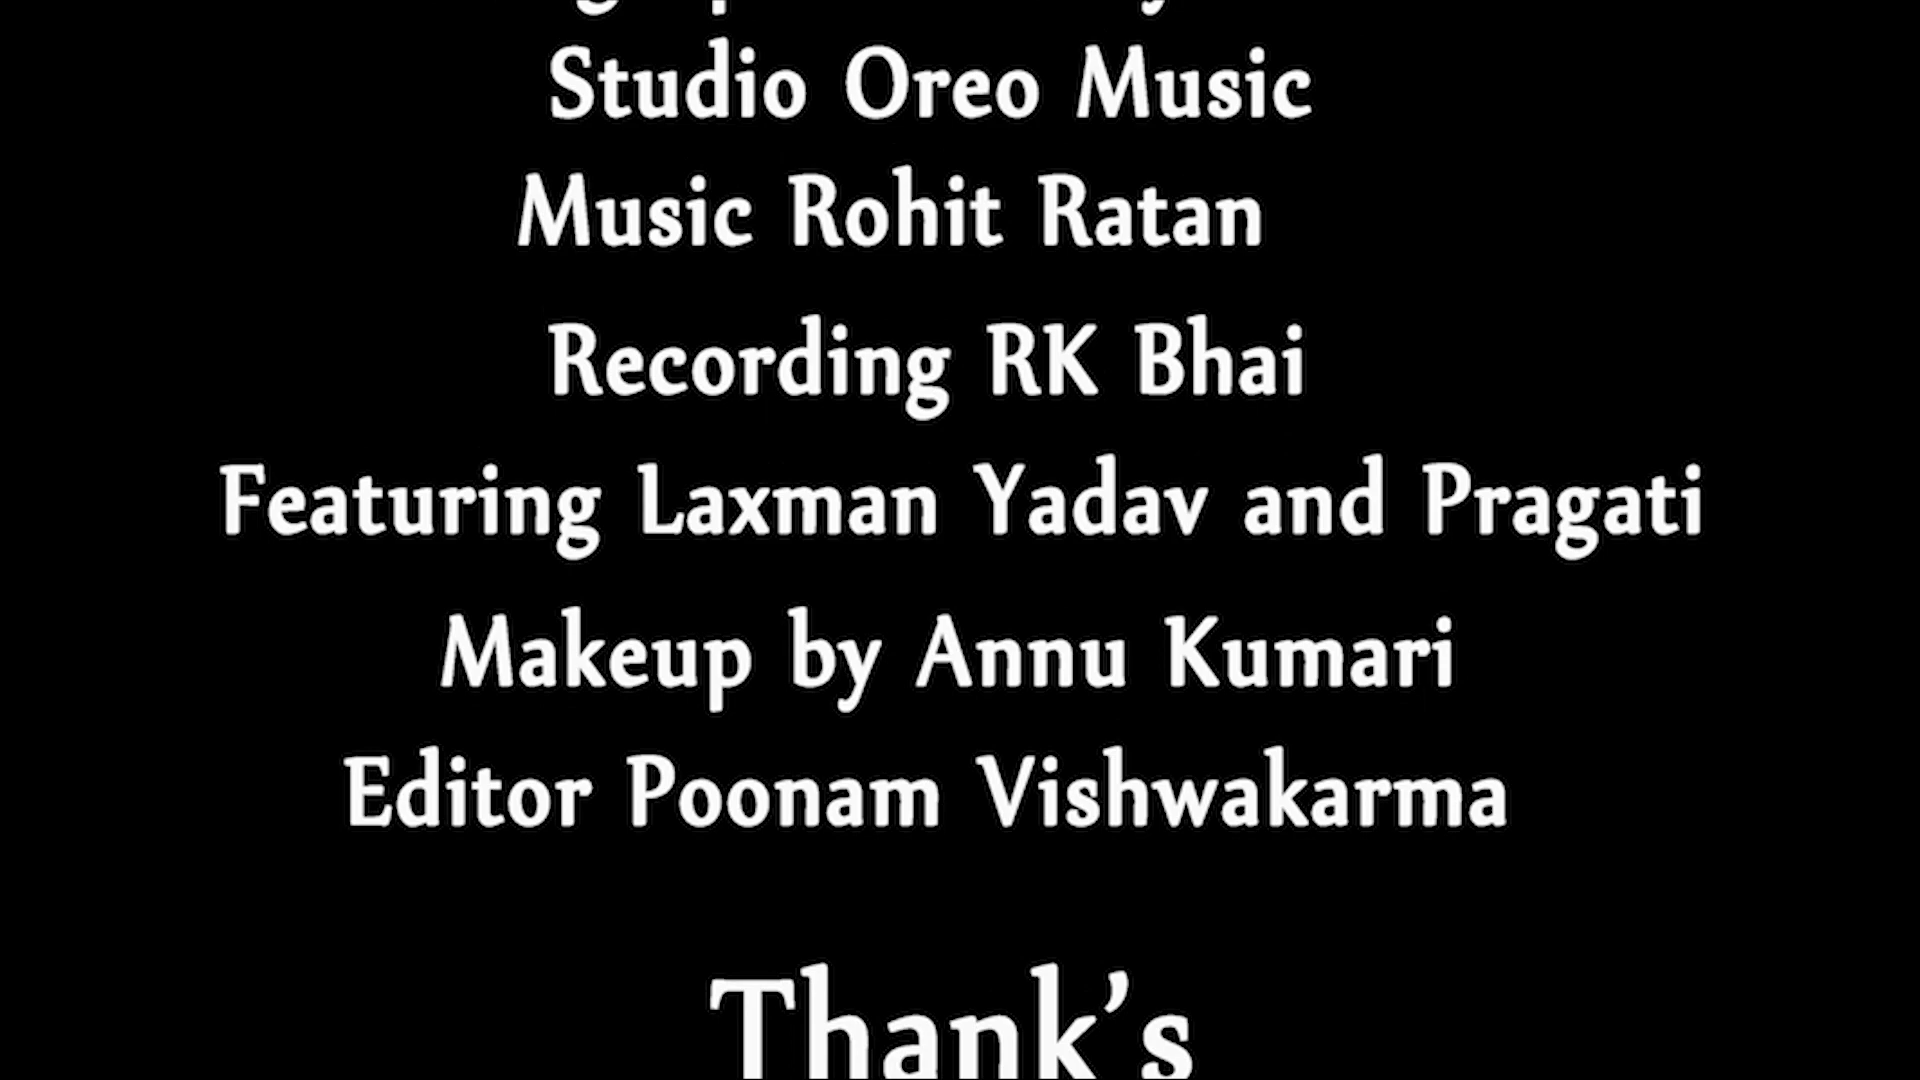 Studio Oreo Music
Music Rohit Ratan
Recording RK Bhai
Featuring Laxman Yadav and Pragati
Makeup by Annu Kumari
Editor Poonam Vishwakarma
Thank’s